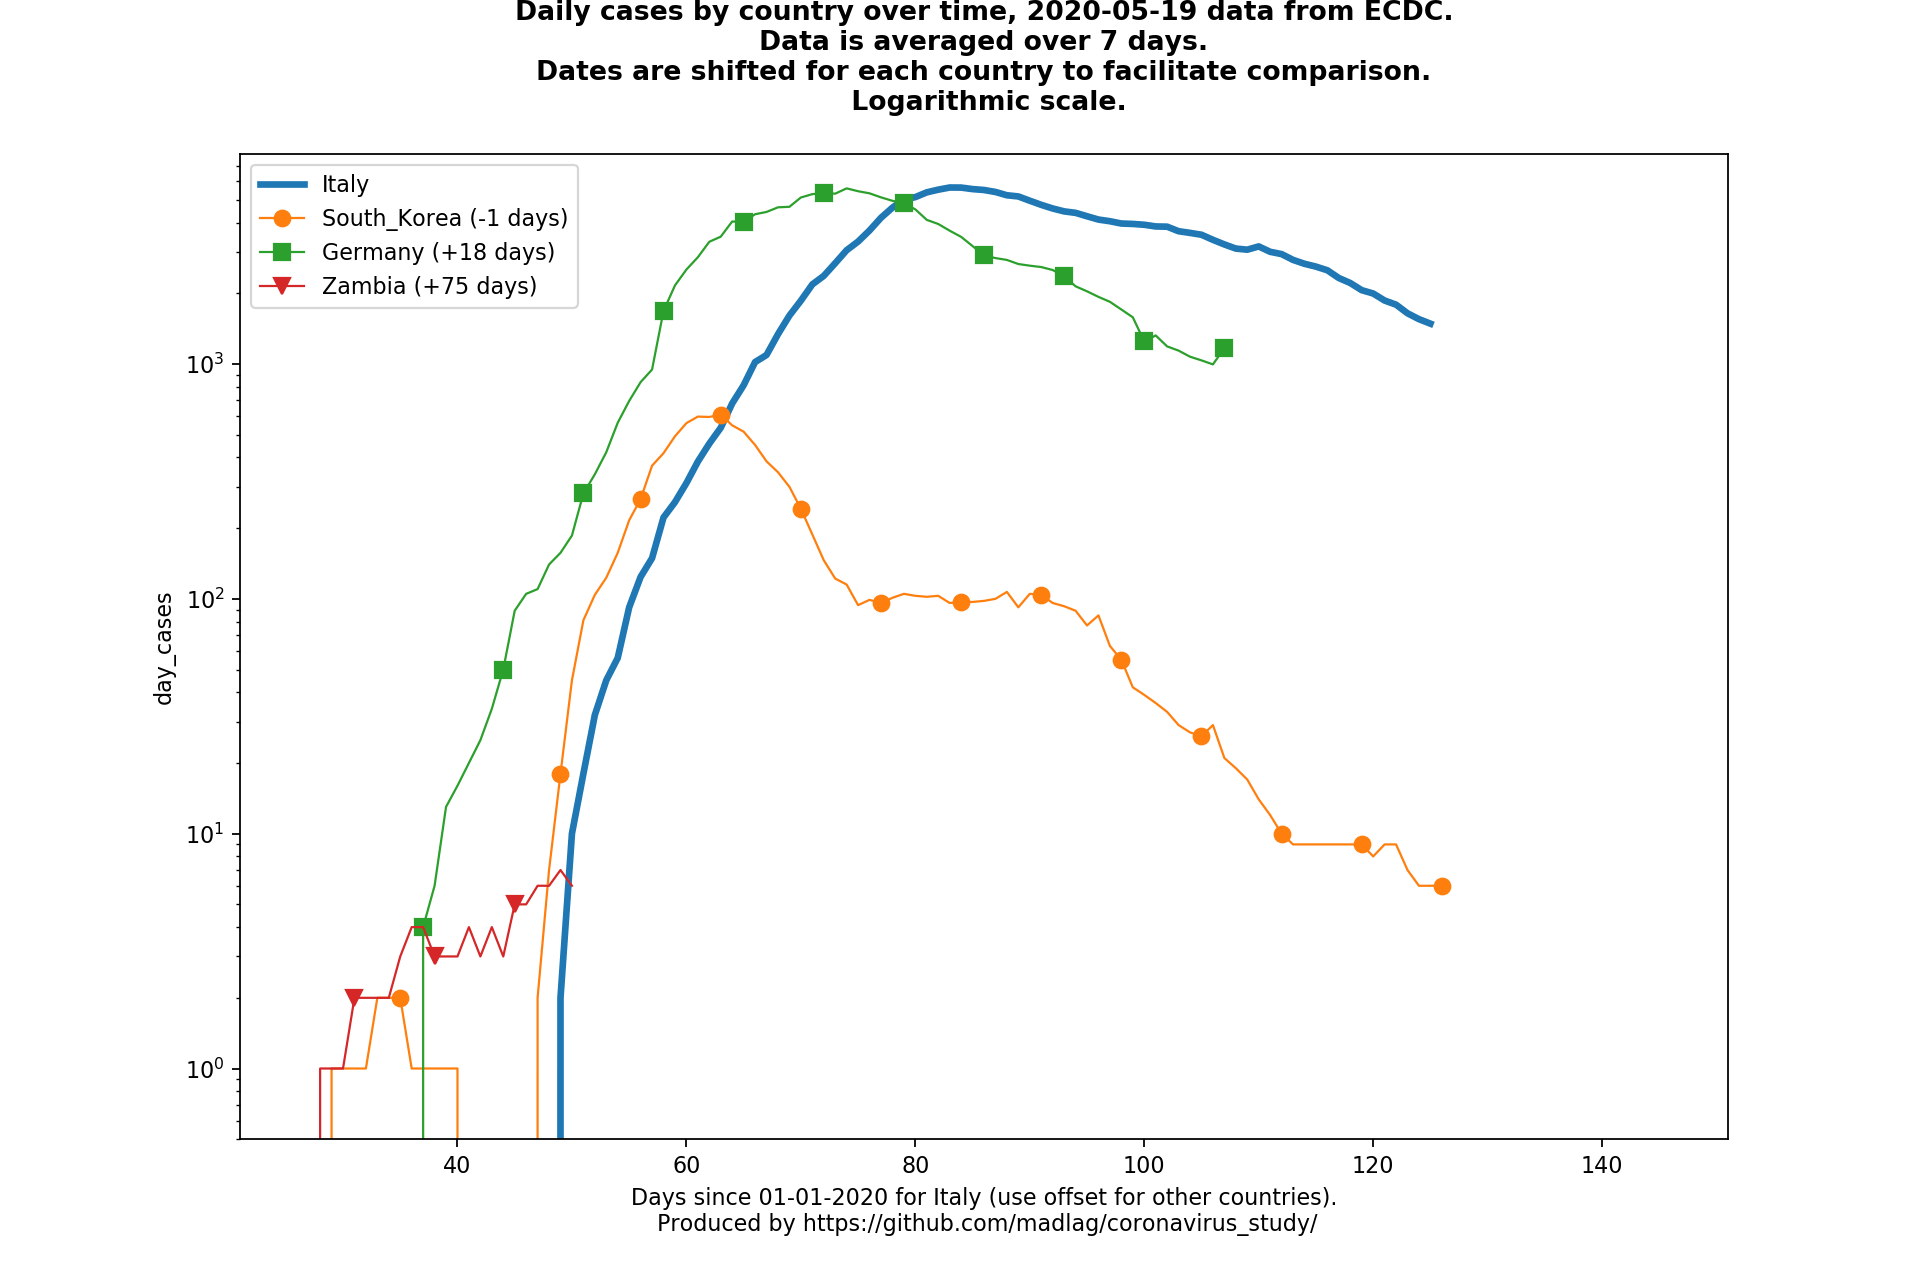 Daily cases by country over time, 2020-05-19 data from ECDC.
Data is averaged over 7 days.
Dates are shifted for each country to facilitate comparison.
Logarithmic scale.
Italy
South_Korea (-1 days)
Germany (+18 days)
Zambia (+75 days)
10³
10²
10¹
10⁰
day_cases
40 60 80 100 120 140
Days since 01-01-2020 for Italy (use offset for other countries).
Produced by https://github.com/madlag/coronavirus_study/